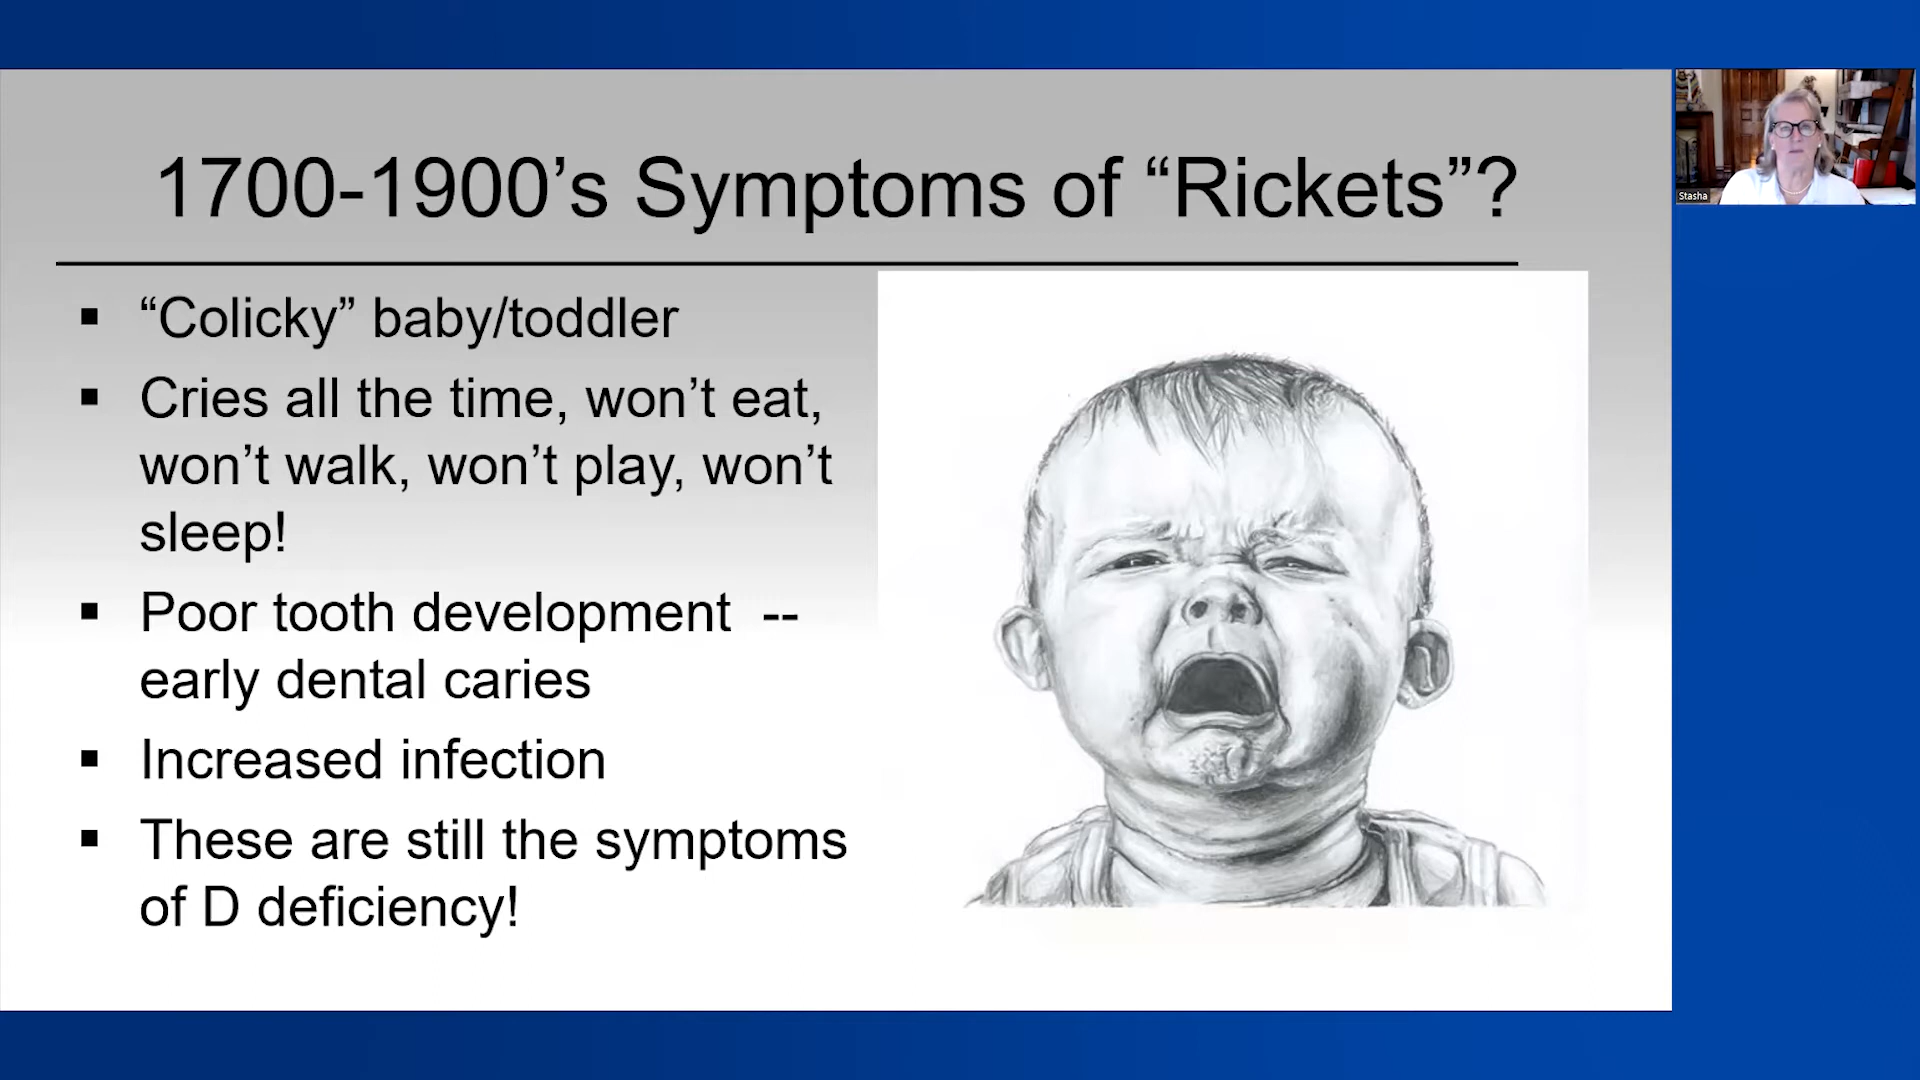 1700-1900’s Symptoms of “Rickets”?
▪ “Colicky” baby/toddler
▪ Cries all the time, won’t eat,
won’t walk, won’t play, won’t
sleep!
▪ Poor tooth development --
early dental caries
▪ Increased infection
▪ These are still the symptoms
of D deficiency!
Stasha